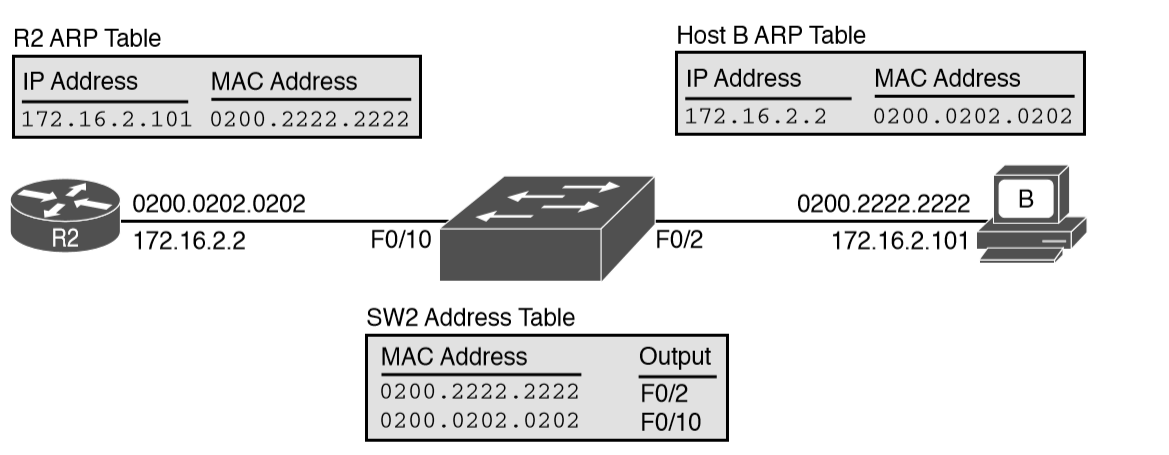 R2 ARP Table
IP Address MAC Address
172.16.2.101 0200.2222.2222
Host B ARP Table
IP Address MAC Address
172.16.2.2 0200.0202.0202
0200.0202.0202
172.16.2.2
R2
F0/10
F0/2
0200.2222.2222
172.16.2.101
B
SW2 Address Table
MAC Address Output
0200.2222.2222 F0/2
0200.0202.0202 F0/10